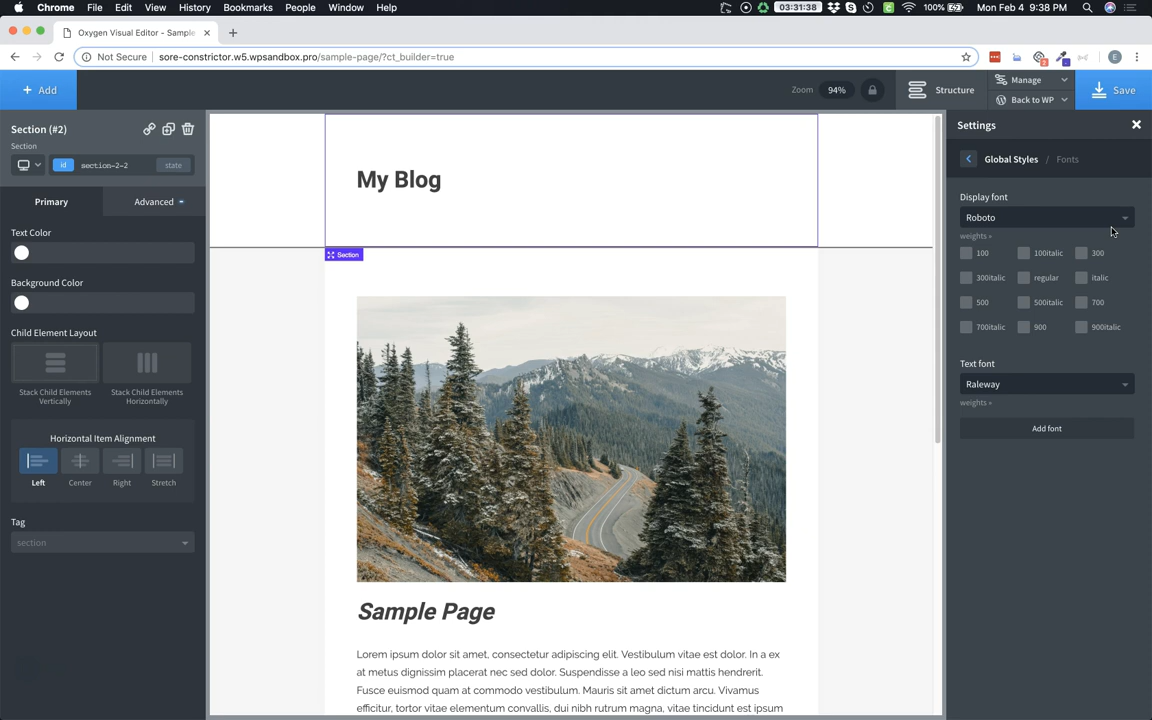 Chrome File Edit View History Bookmarks People Window Help
03:31:38
100%
Mon Feb 4 9:38 PM
Oxygen Visual Editor - Sample
Not Secure | sore-constrictor.w5.wpsandbox.pro/sample-page/?ct_builder=true
E
+ Add
Zoom 94%
Structure
Manage
Back to WP
Save
Section (#2)
Section
id section-2-2 state
Primary Advanced
Text Color
Background Color
Child Element Layout
Stack Child Elements Vertically
Stack Child Elements Horizontally
Horizontal Item Alignment
Left Center Right Stretch
Tag
section
My Blog
Section
Sample Page
Lorem ipsum dolor sit amet, consectetur adipiscing elit. Vestibulum vitae est dolor. In a ex
at metus dignissim placerat nec sed dolor. Suspendisse a leo sed nisi mattis hendrerit.
Fusce euismod quam at commodo vestibulum. Mauris sit amet dictum arcu. Vivamus
efficitur, tortor vitae elementum convallis, dui nibh rutrum magna, vitae tincidunt est ipsum
Settings
Global Styles / Fonts
Display font
Roboto
weights »
100 100italic 300
300italic regular italic
500 500italic 700
700italic 900 900italic
Text font
Raleway
weights »
Add font